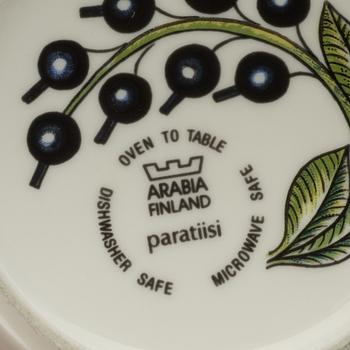 OVEN TO TABLE
ARABIA
FINLAND
paratiisi
DISHWASHER SAFE
MICROWAVE SAFE